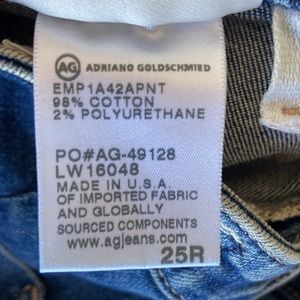 AG ADRIANO GOLDSCHMIED
EMP1A42APNT
98% COTTON
2% POLYURETHANE
PO#AG-49128
LW16048
MADE IN U.S.A.
OF IMPORTED FABRIC
AND GLOBALLY
SOURCED COMPONENTS
www.agjeans.com
25R